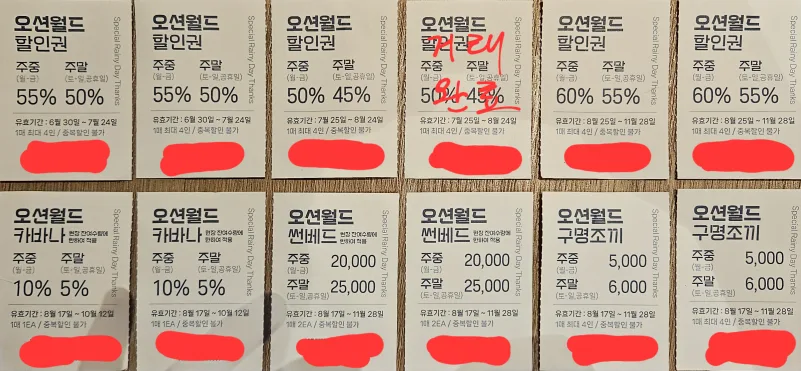 오션월드
할인권
주중 주말
(월-금) (토·일,공휴일)
55% 50%
유효기간 : 6월 30일 ~ 7월 24일
1매 최대 4인 / 중복할인 불가
Special Rainy Day Thanks
오션월드
할인권
주중 주말
(월-금) (토·일,공휴일)
55% 50%
유효기간 : 6월 30일 ~ 7월 24일
1매 최대 4인 / 중복할인 불가
Special Rainy Day Thanks
오션월드
할인권
주중 주말
(월-금) (토·일,공휴일)
50% 45%
유효기간 : 7월 25일 ~ 8월 24일
1매 최대 4인 / 중복할인 불가
Special Rainy Day Thanks
오션월드
할인권
거래
완료
주중 주말
(월-금) (토·일,공휴일)
50% 45%
유효기간 : 7월 25일 ~ 8월 24일
1매 최대 4인 / 중복할인 불가
Special Rainy Day Thanks
오션월드
할인권
주중 주말
(월-금) (토·일,공휴일)
60% 55%
유효기간 : 8월 25일 ~ 11월 28일
1매 최대 4인 / 중복할인 불가
Special Rainy Day Thanks
오션월드
할인권
주중 주말
(월-금) (토·일,공휴일)
60% 55%
유효기간 : 8월 25일 ~ 11월 28일
1매 최대 4인 / 중복할인 불가
Special Rainy Day Thanks
오션월드
카바나 현장 잔여수량에
한하여 적용
주중 주말
(월-금) (토·일,공휴일)
10% 5%
유효기간 : 8월 17일 ~ 10월 12일
1매 1EA / 중복할인 불가
Special Rainy Day Thanks
오션월드
카바나 현장 잔여수량에
한하여 적용
주중 주말
(월-금) (토·일,공휴일)
10% 5%
유효기간 : 8월 17일 ~ 10월 12일
1매 1EA / 중복할인 불가
Special Rainy Day Thanks
오션월드
썬베드 현장 잔여수량에
한하여 적용
주중 20,000
(월-금)
주말 25,000
(토·일,공휴일)
유효기간 : 8월 17일 ~ 11월 28일
1매 2EA / 중복할인 불가
Special Rainy Day Thanks
오션월드
썬베드 현장 잔여수량에
한하여 적용
주중 20,000
(월-금)
주말 25,000
(토·일,공휴일)
유효기간 : 8월 17일 ~ 11월 28일
1매 2EA / 중복할인 불가
Special Rainy Day Thanks
오션월드
구명조끼
주중 5,000
(월-금)
주말 6,000
(토·일,공휴일)
유효기간 : 8월 17일 ~ 11월 28일
1매 최대 4인 / 중복할인 불가
Special Rainy Day Thanks
오션월드
구명조끼
주중 5,000
(월-금)
주말 6,000
(토·일,공휴일)
유효기간 : 8월 17일 ~ 11월 28일
1매 최대 4인 / 중복할인 불가
Special Rainy Day Thanks